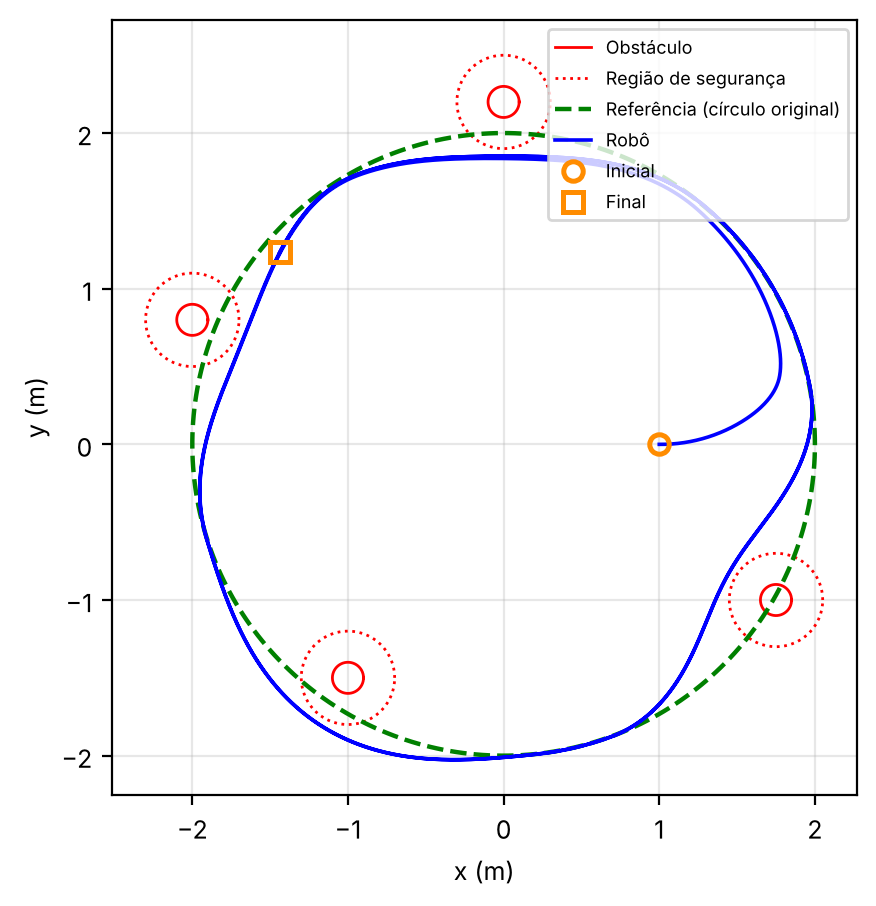 Obstáculo
Região de segurança
Referência (círculo original)
Robô
Inicial
Final
2
1
0
−1
−2
y (m)
−2
−1
0
1
2
x (m)